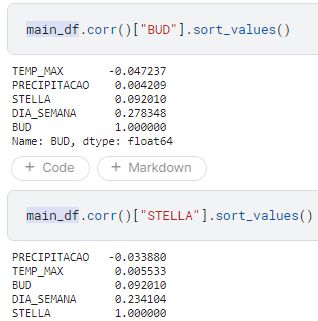 main_df.corr()["BUD"].sort_values()
TEMP_MAX -0.047237
PRECIPITACAO 0.004209
STELLA 0.092010
DIA_SEMANA 0.278348
BUD 1.000000
Name: BUD, dtype: float64
+ Code + Markdown
main_df.corr()["STELLA"].sort_values()
PRECIPITACAO -0.033880
TEMP_MAX 0.005533
BUD 0.092010
DIA_SEMANA 0.234104
STELLA 1.000000